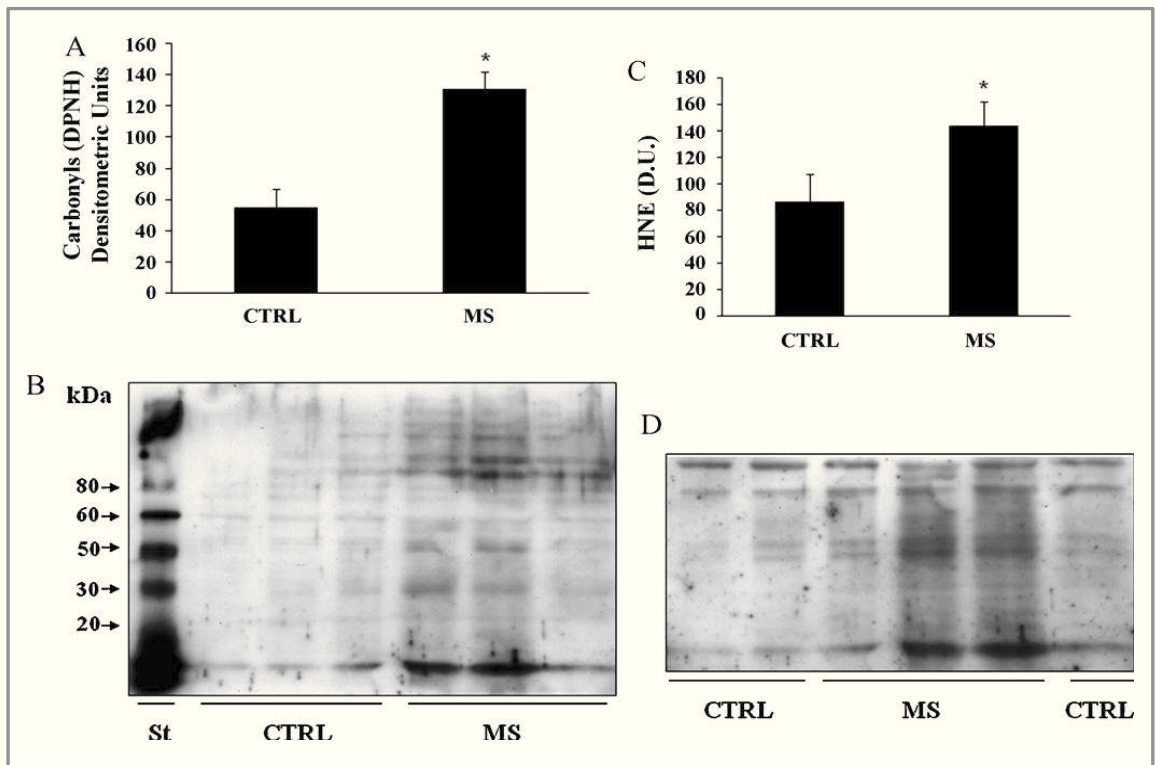 A
Carbonyls (DPNH)
Densitometric Units
160
140
120
100
80
60
40
20
0
*
CTRL
MS
C
HNE (D.U.)
180
160
140
120
100
80
60
40
20
0
*
CTRL
MS
B
kDa
80
60
50
30
20
St
CTRL
MS
D
CTRL
MS
CTRL